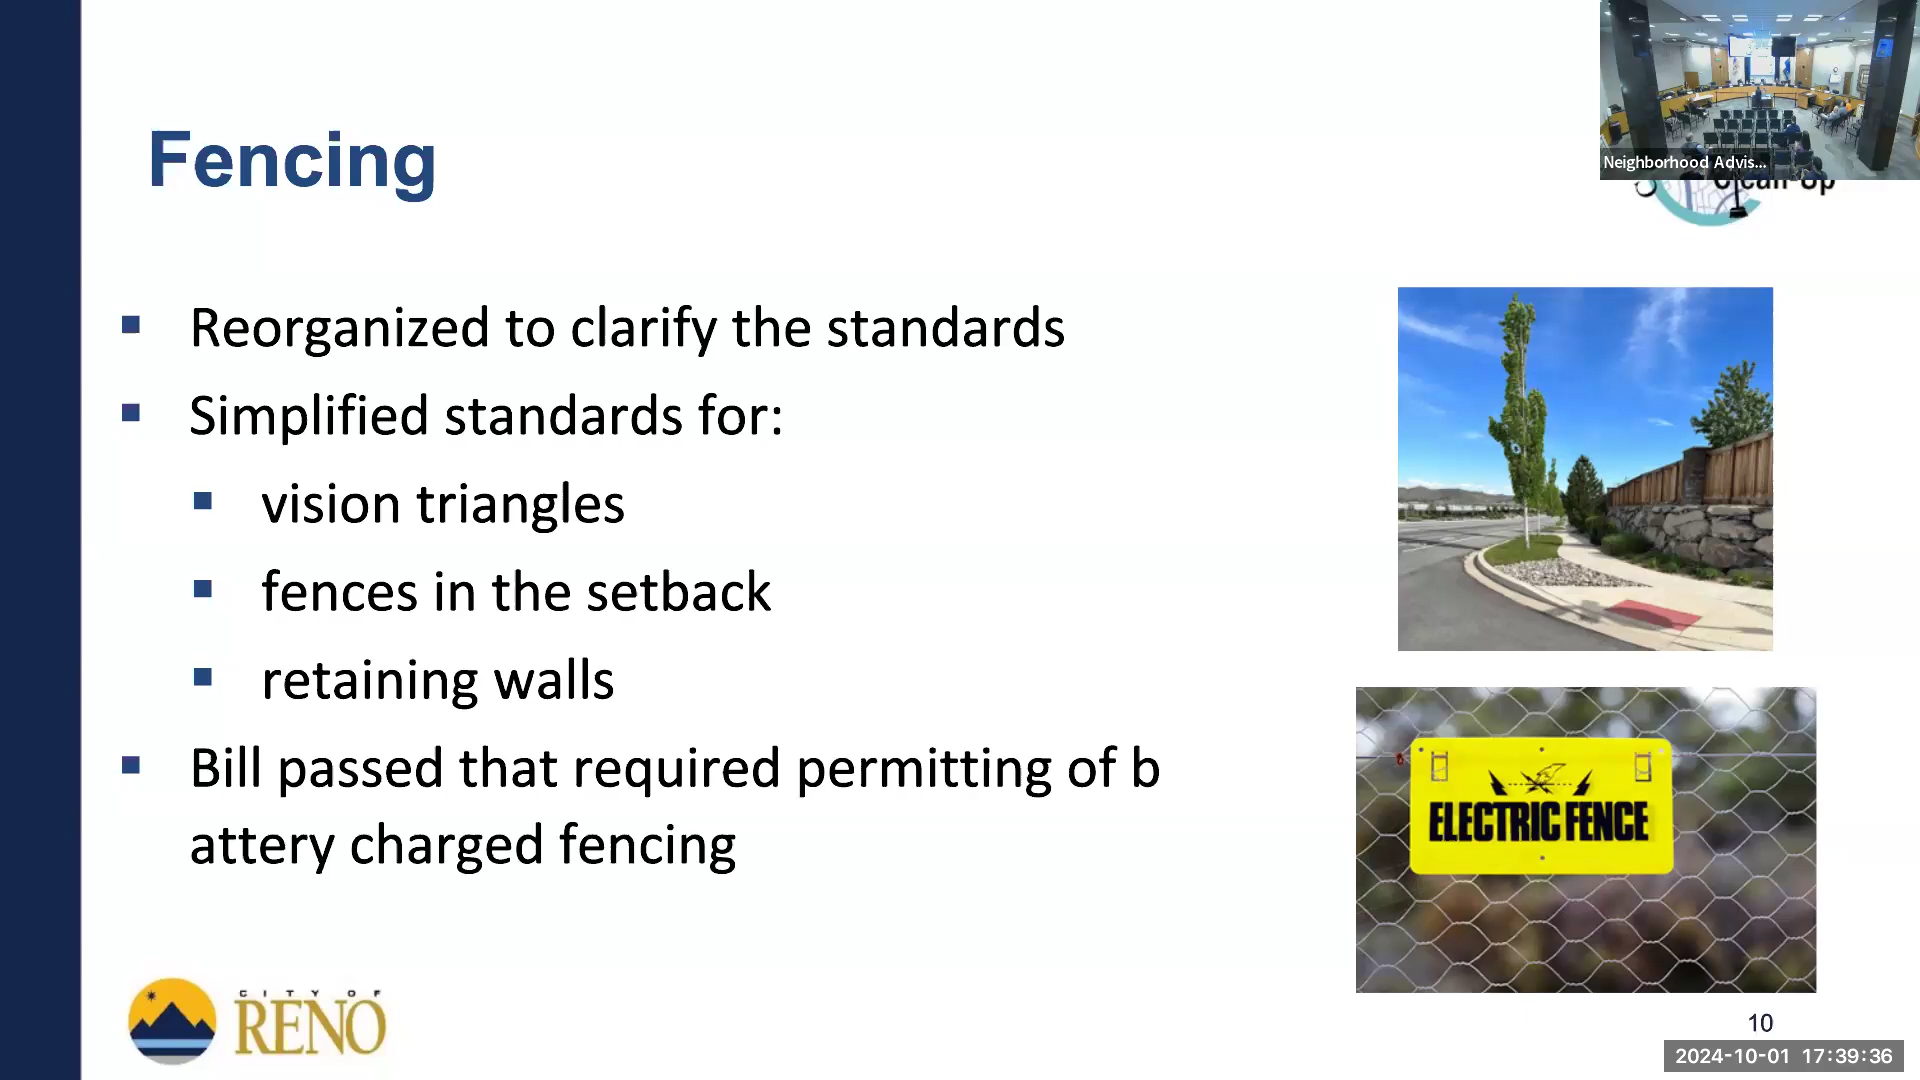 Neighborhood Advis...
Clean Up
Fencing
Reorganized to clarify the standards
Simplified standards for:
vision triangles
fences in the setback
retaining walls
Bill passed that required permitting of b
attery charged fencing
ELECTRIC FENCE
CITY OF
RENO
10
2024-10-01 17:39:36